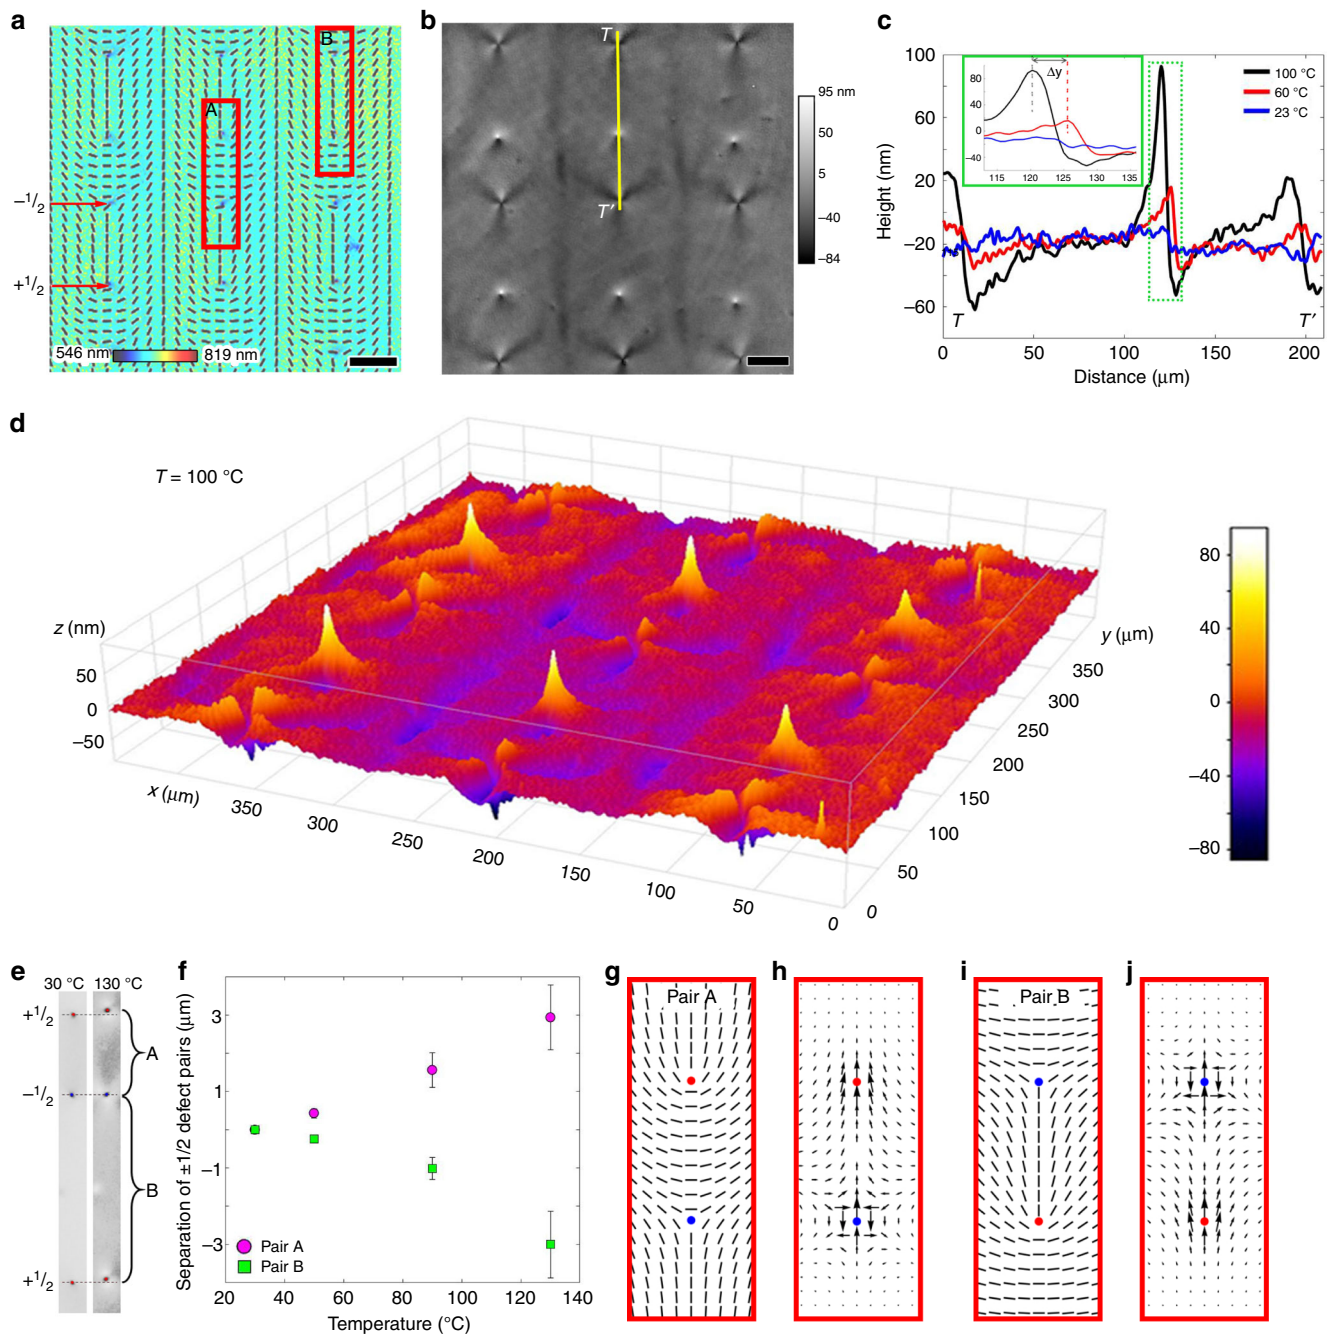 a
B
A
–1/2
+1/2
546 nm
819 nm
b
T
T′
95 nm
50
5
–40
–84
c
Height (nm)
100
60
20
–20
–60
0
50
100
150
200
Distance (μm)
T
T′
100 °C
60 °C
23 °C
Δy
80
40
0
–40
115
120
125
130
135
d
T = 100 °C
z (nm)
50
0
–50
x (μm)
350
300
250
200
150
100
50
0
y (μm)
350
300
250
200
150
100
50
0
80
40
0
–40
–80
e
30 °C
130 °C
+1/2
–1/2
+1/2
A
B
f
Separation of ±1/2 defect pairs (μm)
3
1
–1
–3
Pair A
Pair B
20
40
60
80
100
120
140
Temperature (°C)
g
Pair A
h
i
Pair B
j